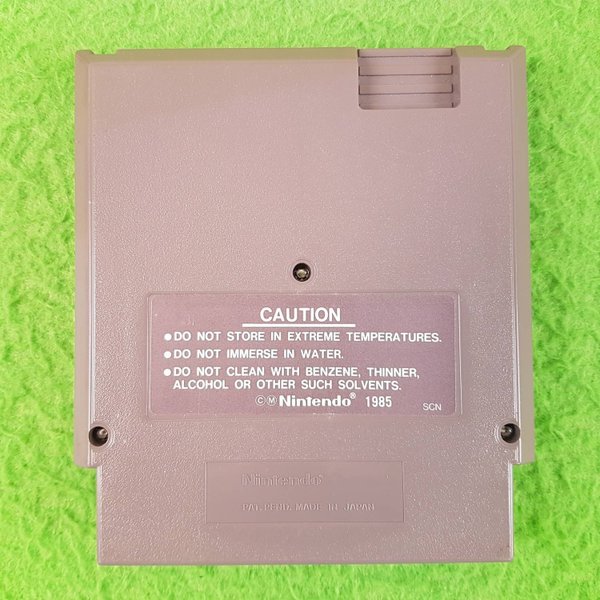 CAUTION
●DO NOT STORE IN EXTREME TEMPERATURES.
●DO NOT IMMERSE IN WATER.
●DO NOT CLEAN WITH BENZENE, THINNER,
ALCOHOL OR OTHER SUCH SOLVENTS.
©Ⓜ Nintendo® 1985 SCN
Nintendo®
PAT. PEND. MADE IN JAPAN